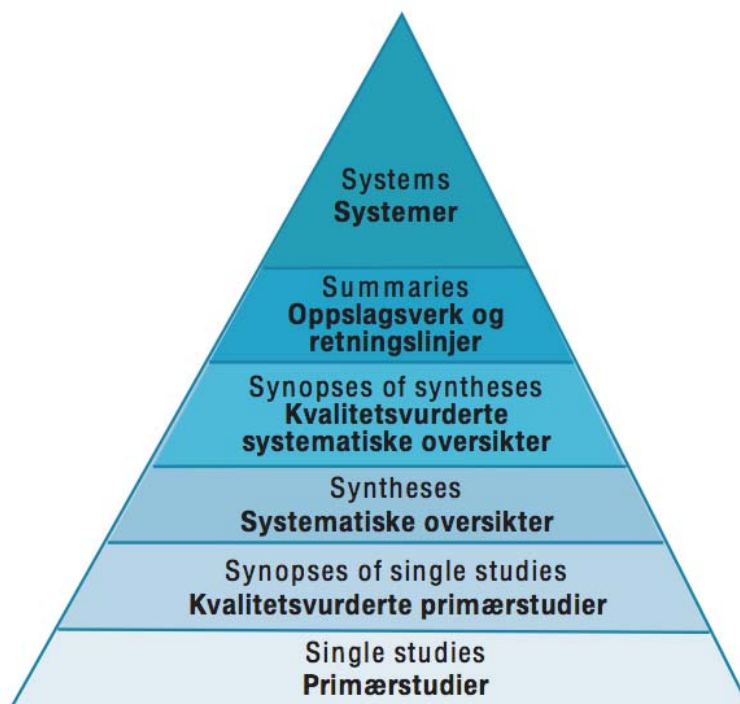 Systems
Systemer
Summaries
Oppslagsverk og
retningslinjer
Synopses of syntheses
Kvalitetsvurderte
systematiske oversikter
Syntheses
Systematiske oversikter
Synopses of single studies
Kvalitetsvurderte primærstudier
Single studies
Primærstudier